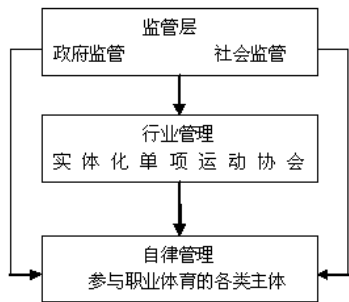 监管层
政府监管 社会监管
行业管理
实体化单项运动协会
自律管理
参与职业体育的各类主体